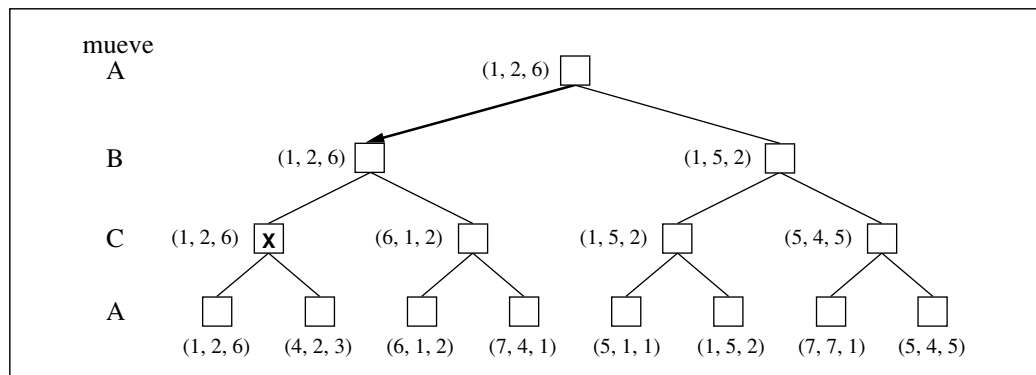 mueve
A (1, 2, 6)
B (1, 2, 6) (1, 5, 2)
C (1, 2, 6) X (6, 1, 2) (1, 5, 2) (5, 4, 5)
A
(1, 2, 6) (4, 2, 3) (6, 1, 2) (7, 4, 1) (5, 1, 1) (1, 5, 2) (7, 7, 1) (5, 4, 5)